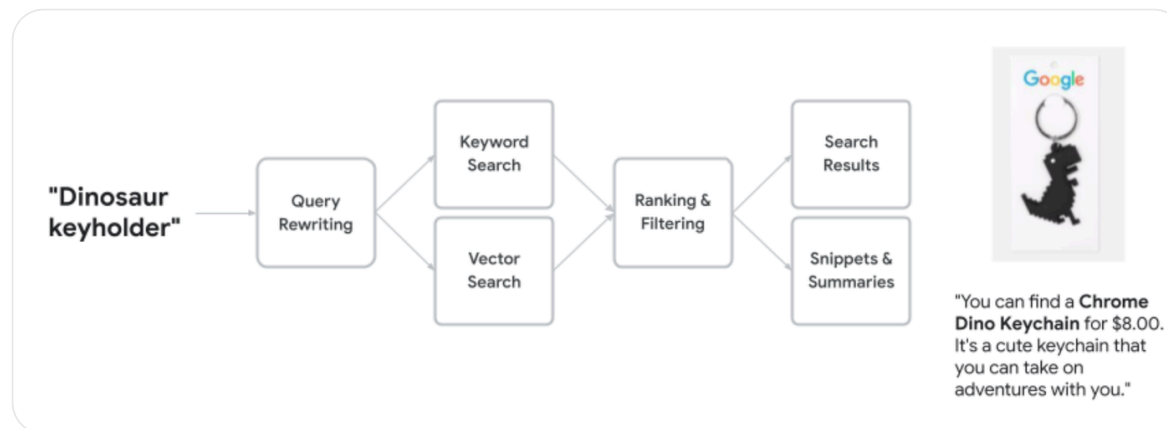 "Dinosaur
keyholder"
Query
Rewriting
Keyword
Search
Vector
Search
Ranking &
Filtering
Search
Results
Snippets &
Summaries
Google
"You can find a Chrome
Dino Keychain for $8.00.
It's a cute keychain that
you can take on
adventures with you."